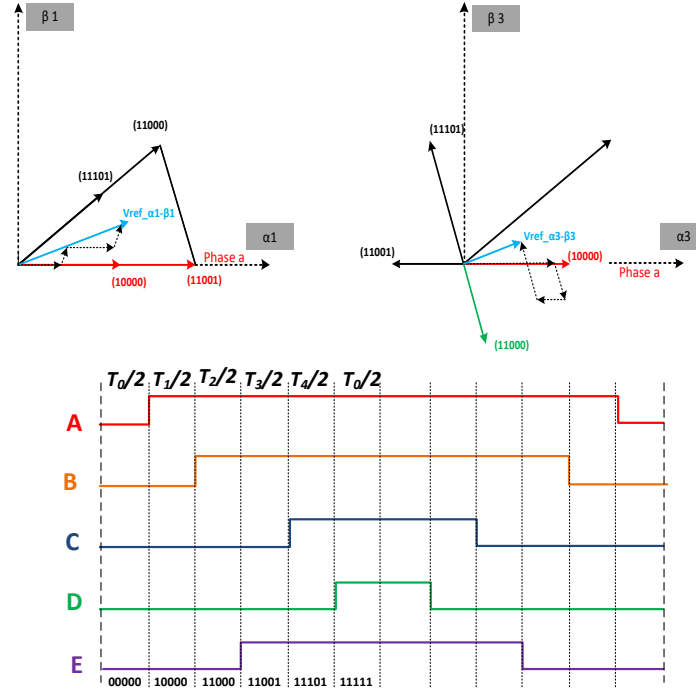 β 1
β 3
(11000)
(11101)
(11101)
Vref_α1-β1
Vref_α3-β3
α1
α3
Phase a
(11001)
(10000)
(10000)
(11001)
Phase a
(11000)
T0/2 T1/2 T2/2 T3/2 T4/2 T0/2
A
B
C
D
E
00000 10000 11000 11001 11101 11111